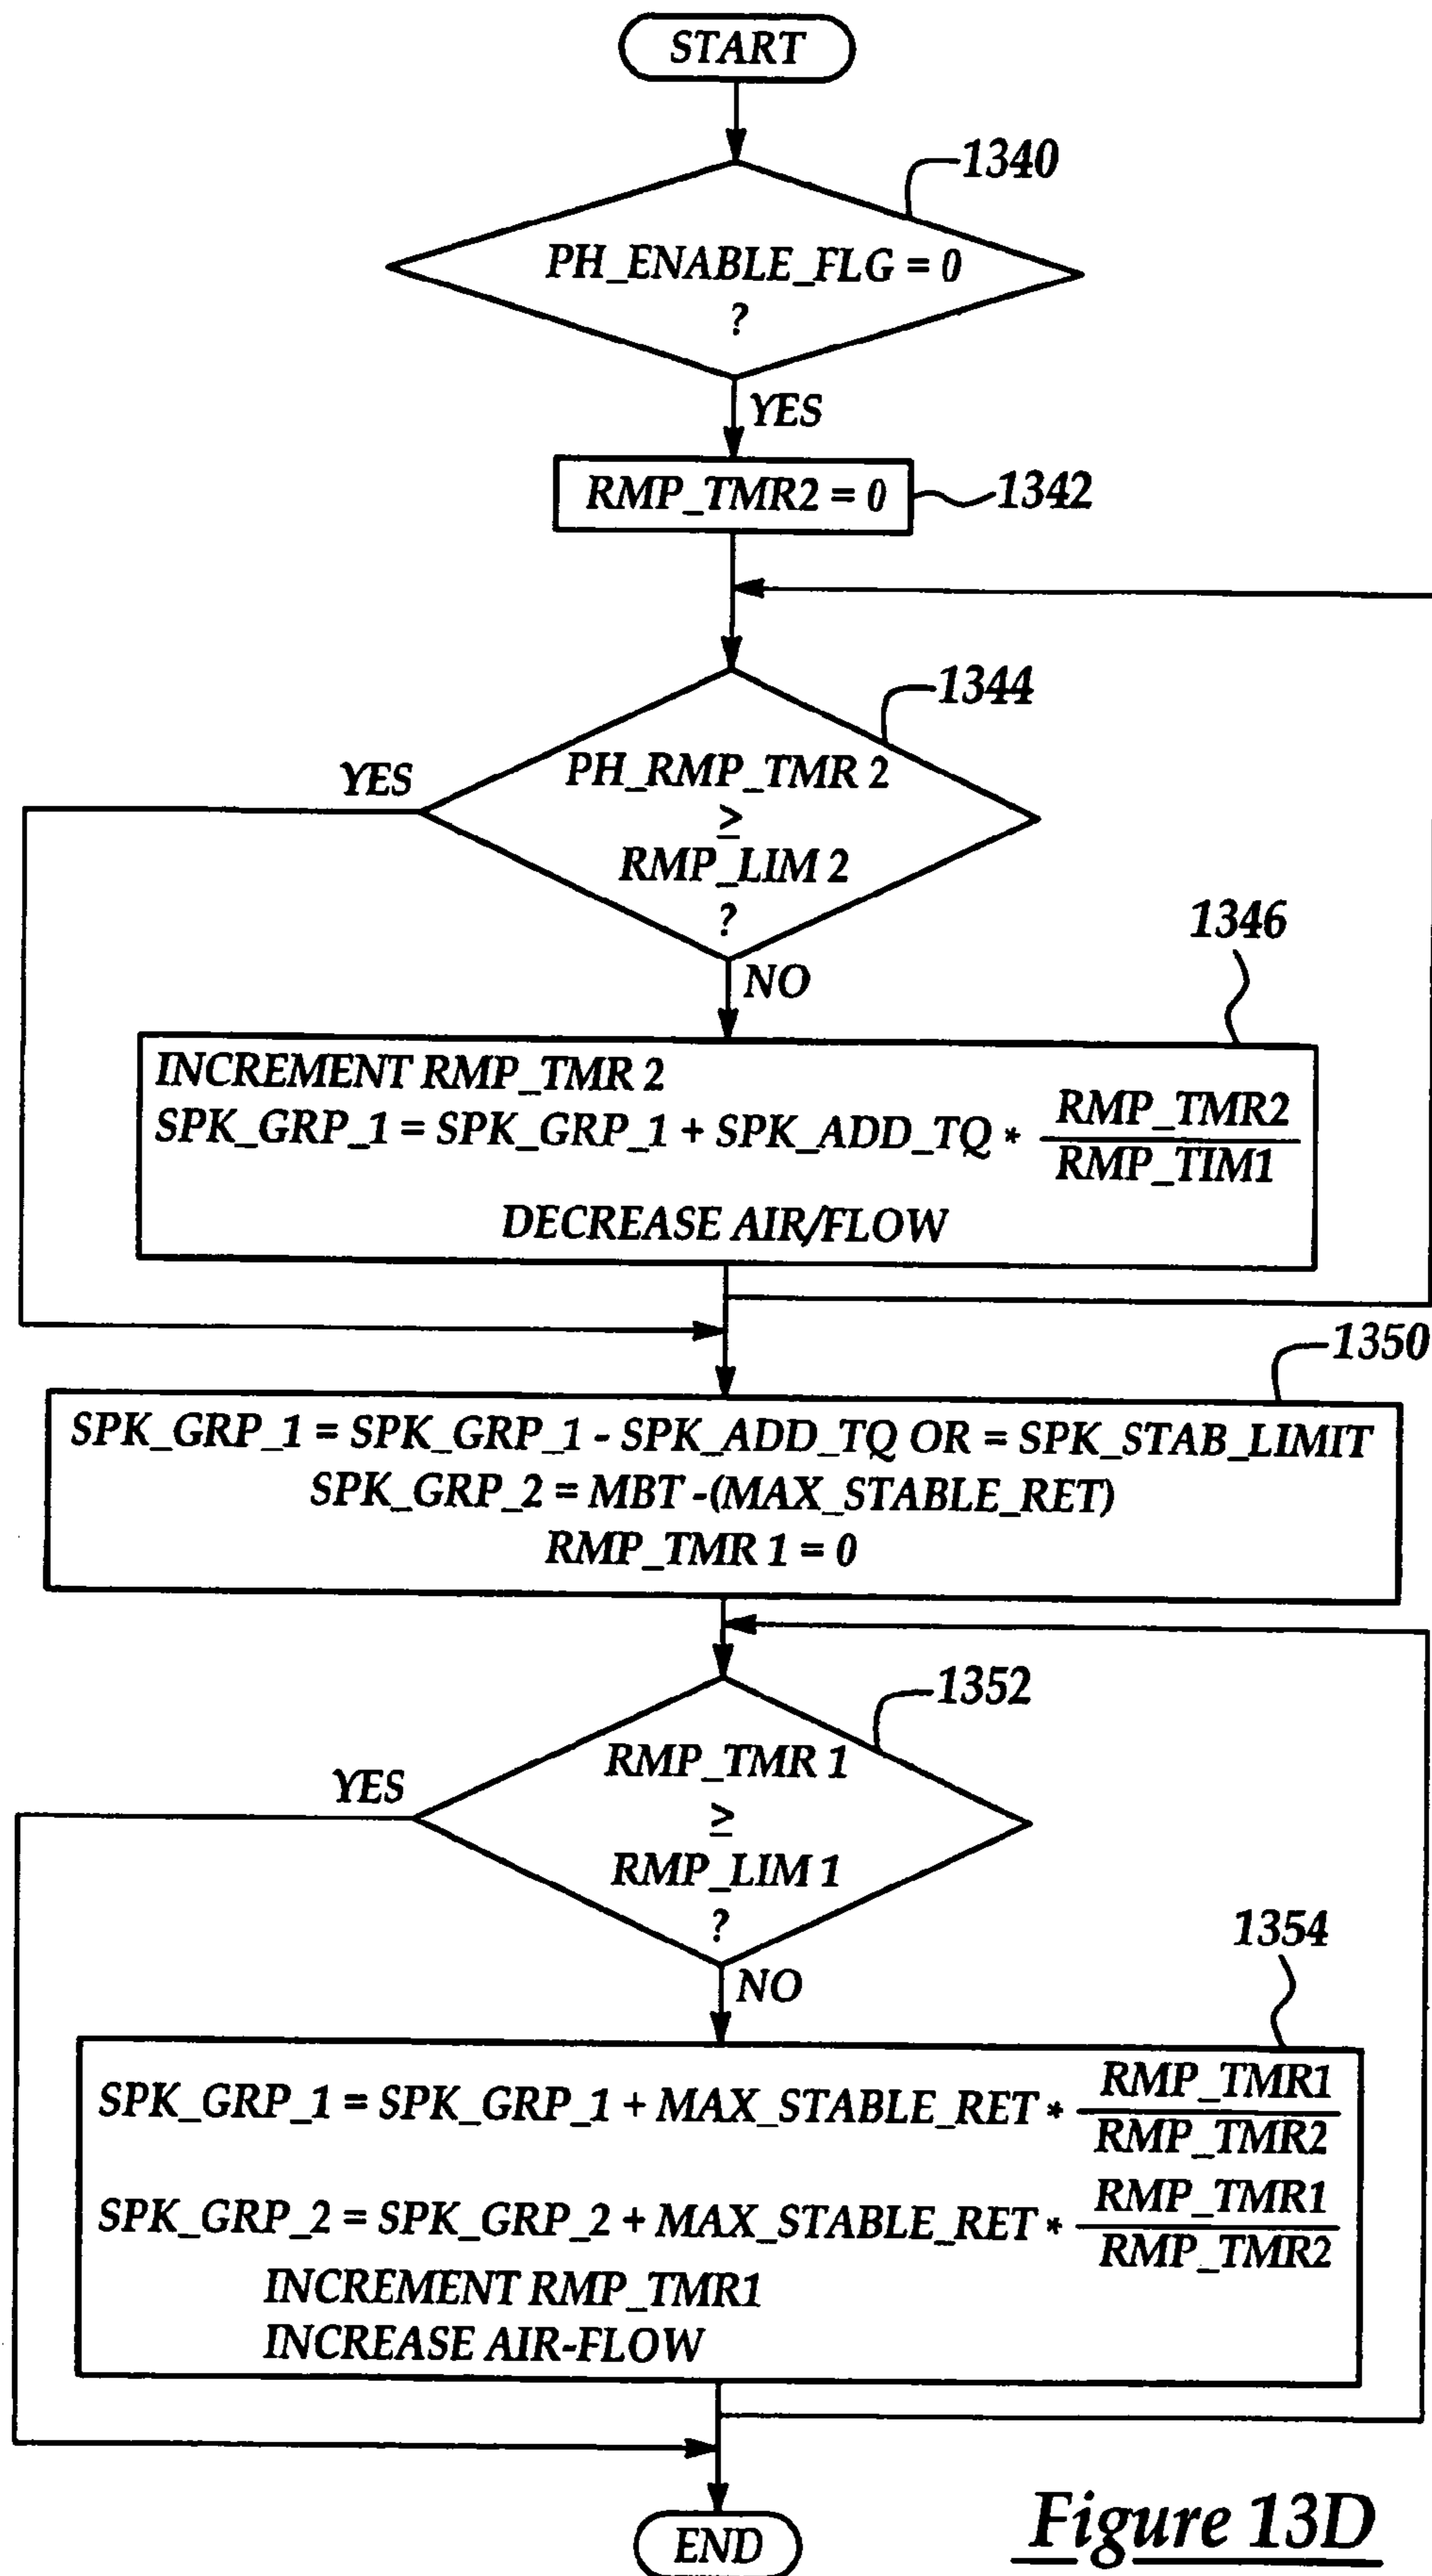 START
1340
PH_ENABLE_FLG = 0
?
YES
RMP_TMR2 = 0
1342
1344
YES
PH_RMP_TMR 2
≥
RMP_LIM 2
?
NO
1346
INCREMENT RMP_TMR 2
SPK_GRP_1 = SPK_GRP_1 + SPK_ADD_TQ * RMP_TMR2
RMP_TIM1
DECREASE AIR/FLOW
1350
SPK_GRP_1 = SPK_GRP_1 - SPK_ADD_TQ OR = SPK_STAB_LIMIT
SPK_GRP_2 = MBT -(MAX_STABLE_RET)
RMP_TMR 1 = 0
1352
YES
RMP_TMR 1
≥
RMP_LIM 1
?
NO
1354
SPK_GRP_1 = SPK_GRP_1 + MAX_STABLE_RET * RMP_TMR1
RMP_TMR2
SPK_GRP_2 = SPK_GRP_2 + MAX_STABLE_RET * RMP_TMR1
RMP_TMR2
INCREMENT RMP_TMR1
INCREASE AIR-FLOW
END
Figure 13D